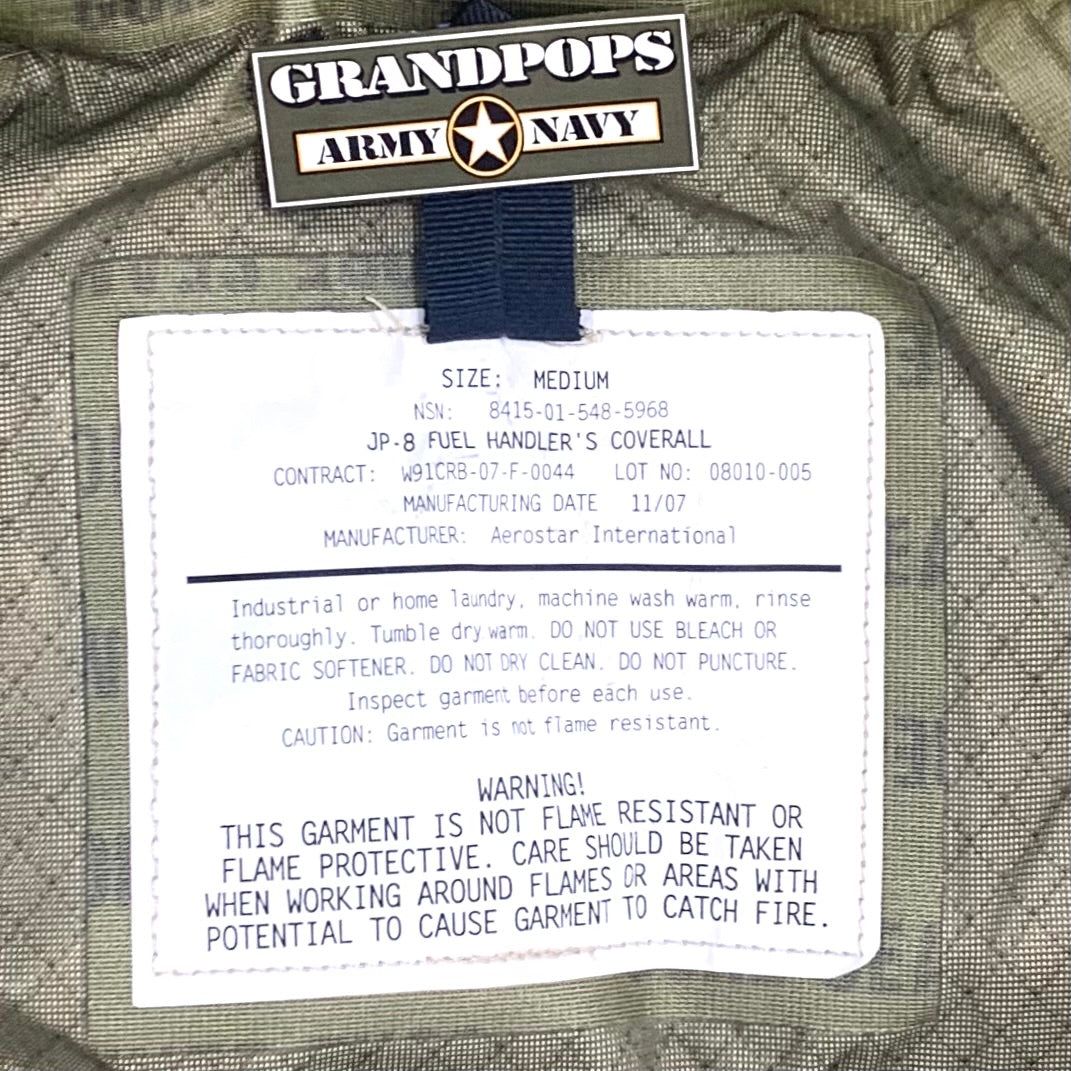 GRANDPOPS
ARMY NAVY
SIZE: MEDIUM
NSN: 8415-01-548-5968
JP-8 FUEL HANDLER'S COVERALL
CONTRACT: W91CRB-07-F-0044 LOT NO: 08010-005
MANUFACTURING DATE 11/07
MANUFACTURER: Aerostar International
Industrial or home laundry, machine wash warm, rinse
thoroughly. Tumble dry warm. DO NOT USE BLEACH OR
FABRIC SOFTENER. DO NOT DRY CLEAN. DO NOT PUNCTURE.
Inspect garment before each use.
CAUTION: Garment is not flame resistant.
WARNING!
THIS GARMENT IS NOT FLAME RESISTANT OR
FLAME PROTECTIVE. CARE SHOULD BE TAKEN
WHEN WORKING AROUND FLAMES OR AREAS WITH
POTENTIAL TO CAUSE GARMENT TO CATCH FIRE.